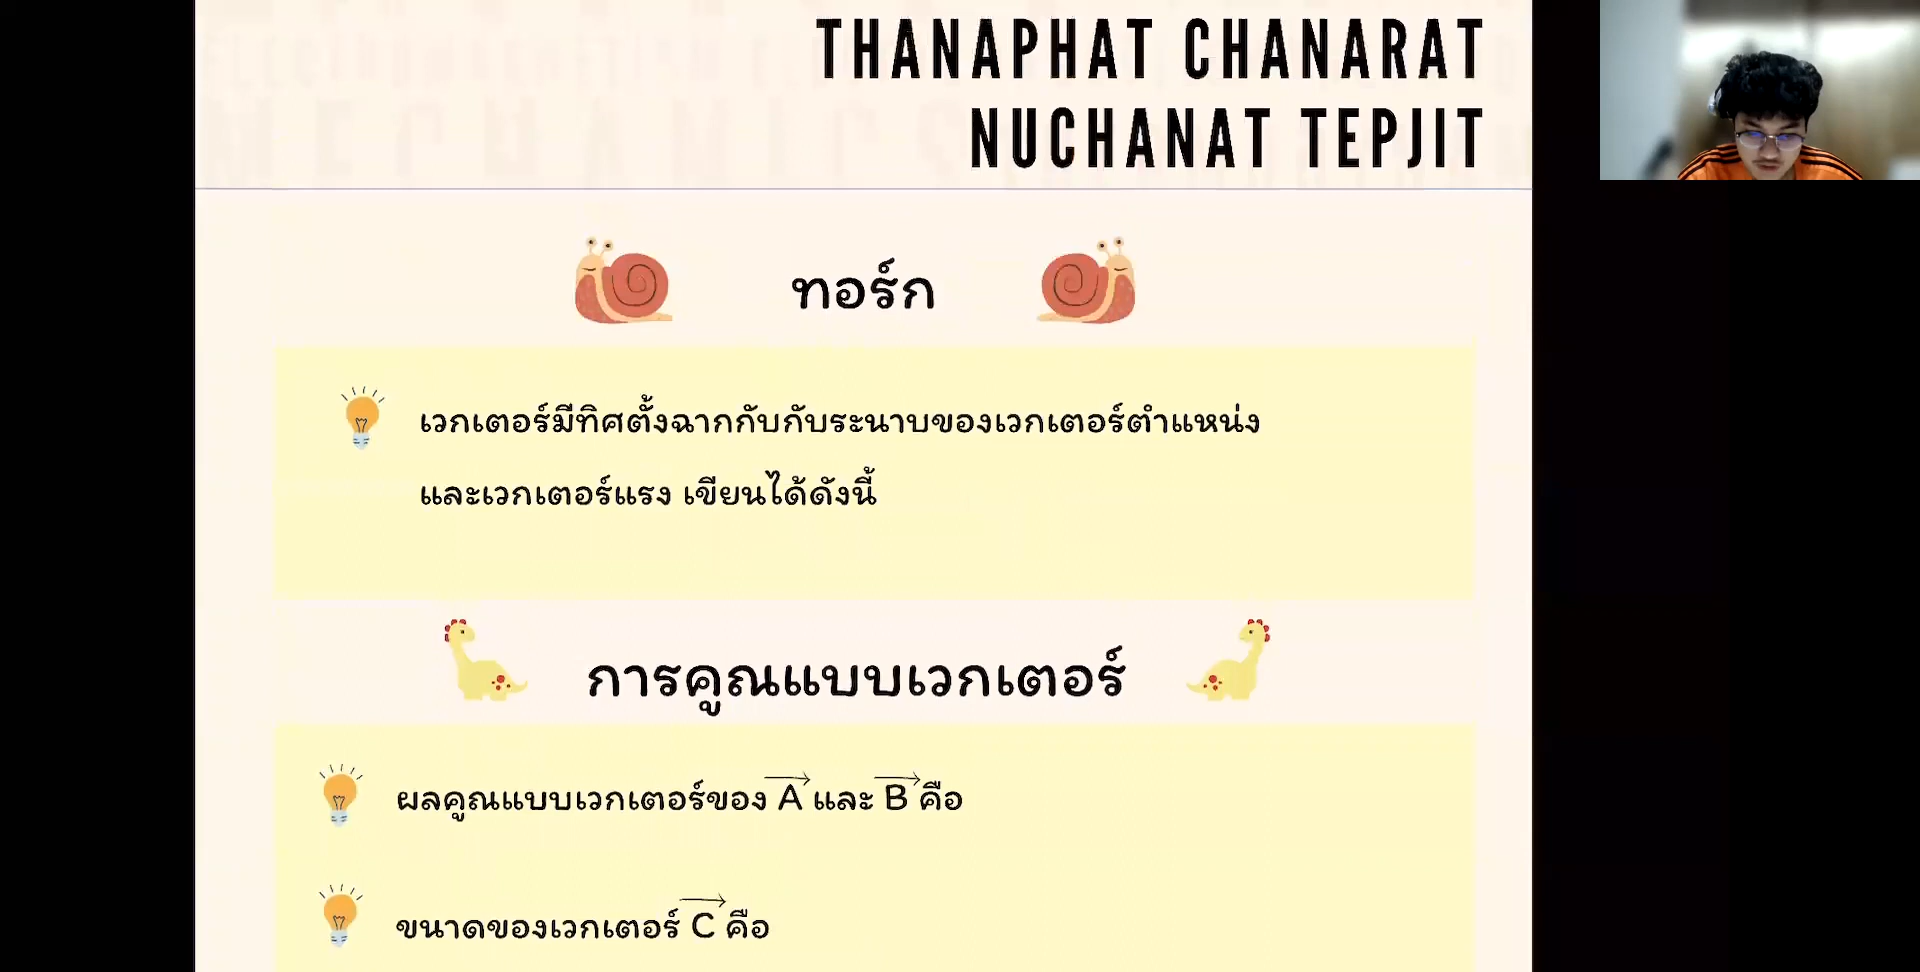 THANAPHAT CHANARAT
NUCHANAT TEPJIT
ทอร์ก
เวกเตอร์มีทิศตั้งฉากกับกับระนาบของเวกเตอร์ตำแหน่ง
และเวกเตอร์แรง เขียนได้ดังนี้
การคูณแบบเวกเตอร์
ผลคูณแบบเวกเตอร์ของ A และ B คือ
ขนาดของเวกเตอร์ C คือ